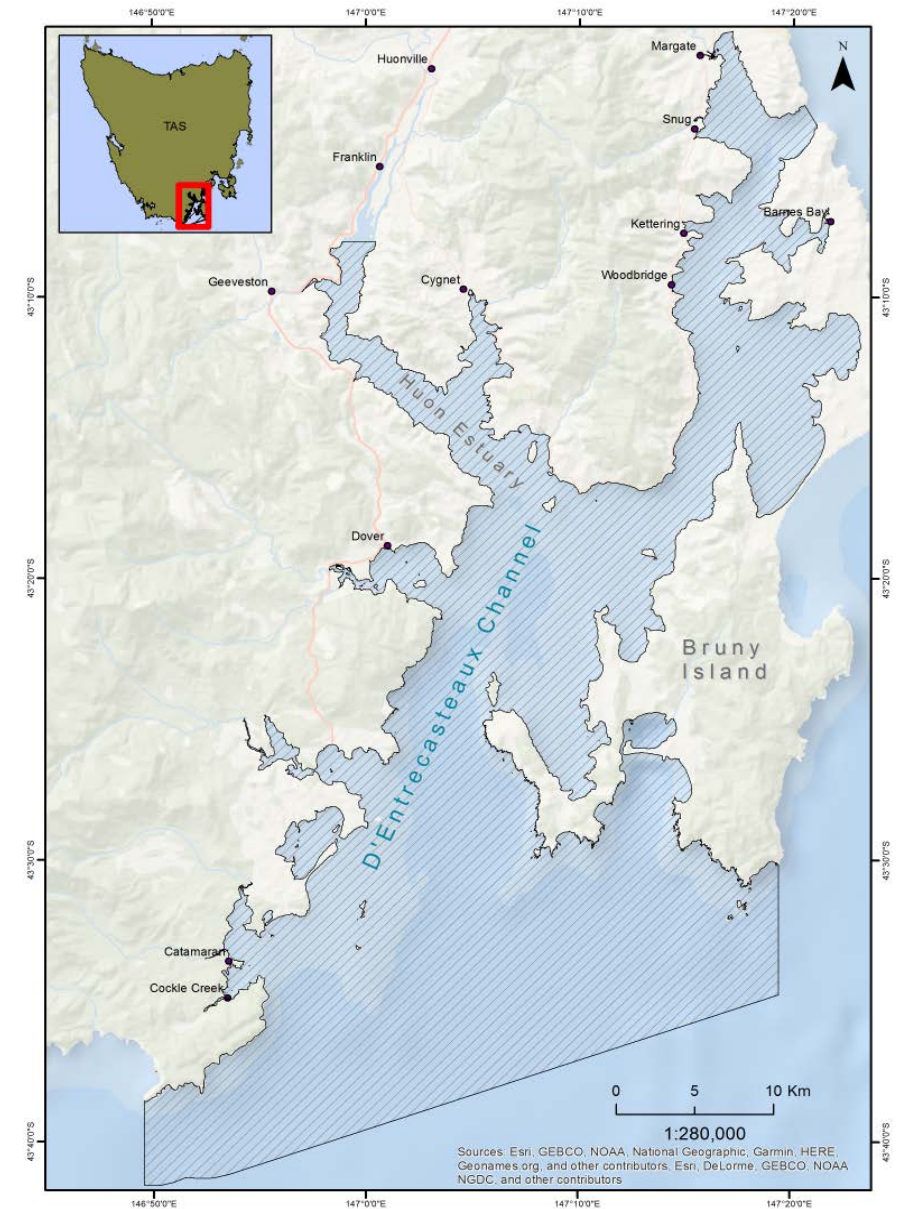 146°50'0"E
147°0'0"E
147°10'0"E
147°20'0"E
N
TAS
Margate
Huonville
Snug
Franklin
Barnes Bay
Kettering
Geeveston
Cygnet
Woodbridge
43°10'0"S
43°10'0"S
Huon Estuary
Dover
D'Entrecasteaux Channel
43°20'0"S
43°20'0"S
Bruny
Island
43°30'0"S
43°30'0"S
Catamaran
Cockle Creek
0 5 10 Km
1:280,000
43°40'0"S
43°40'0"S
Sources: Esri, GEBCO, NOAA, National Geographic, Garmin, HERE,
Geonames.org, and other contributors, Esri, DeLorme, GEBCO, NOAA
NGDC, and other contributors
146°50'0"E
147°0'0"E
147°10'0"E
147°20'0"E